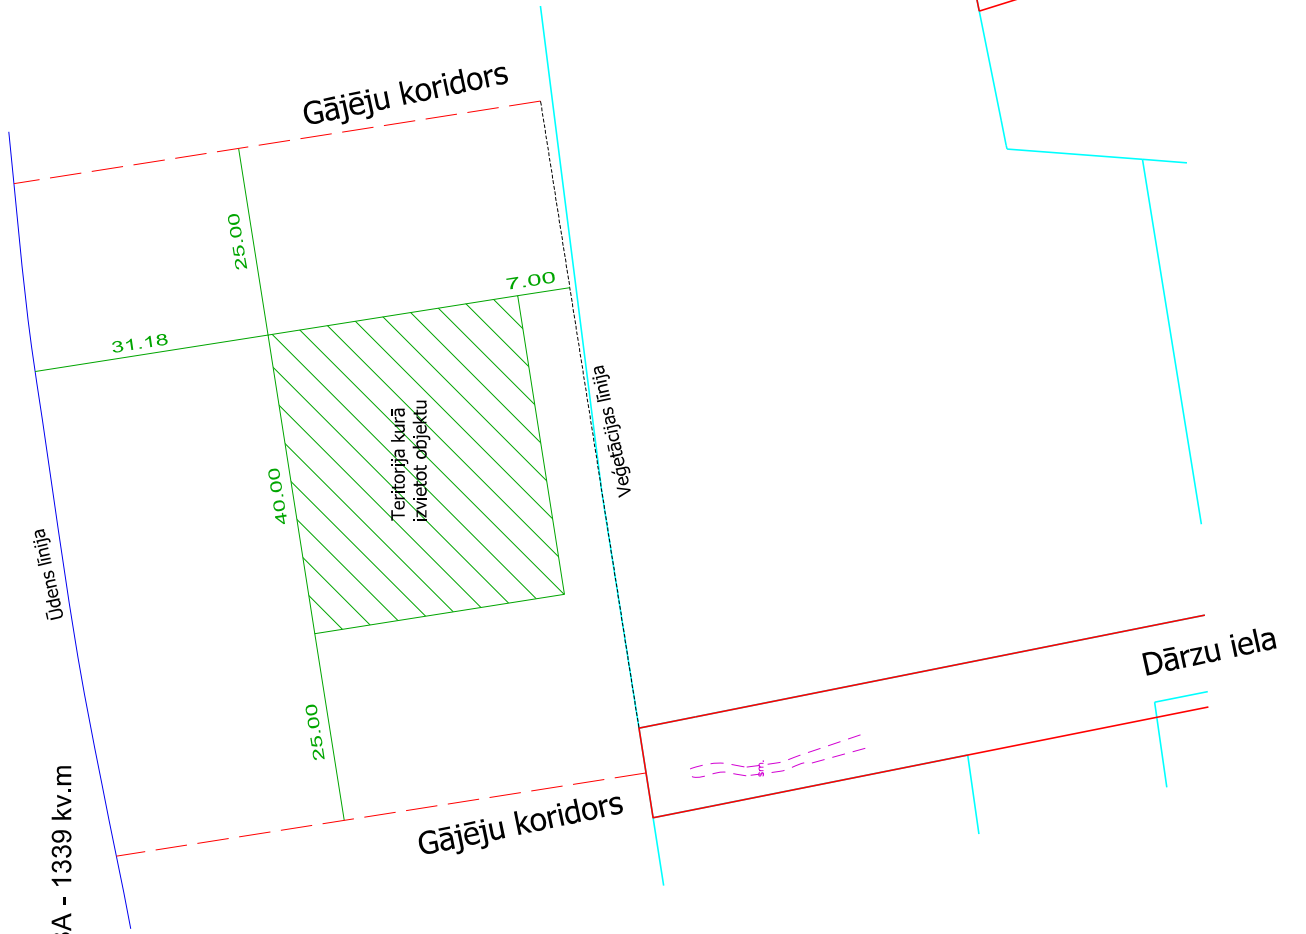 Gājēju koridors
25.00
7.00
31.18
Teritorija kurā
izvietot objektu
Veģetācijas līnija
40.00
Ūdens līnija
Dārzu iela
25.00
sm.
Gājēju koridors
A - 1339 kv.m